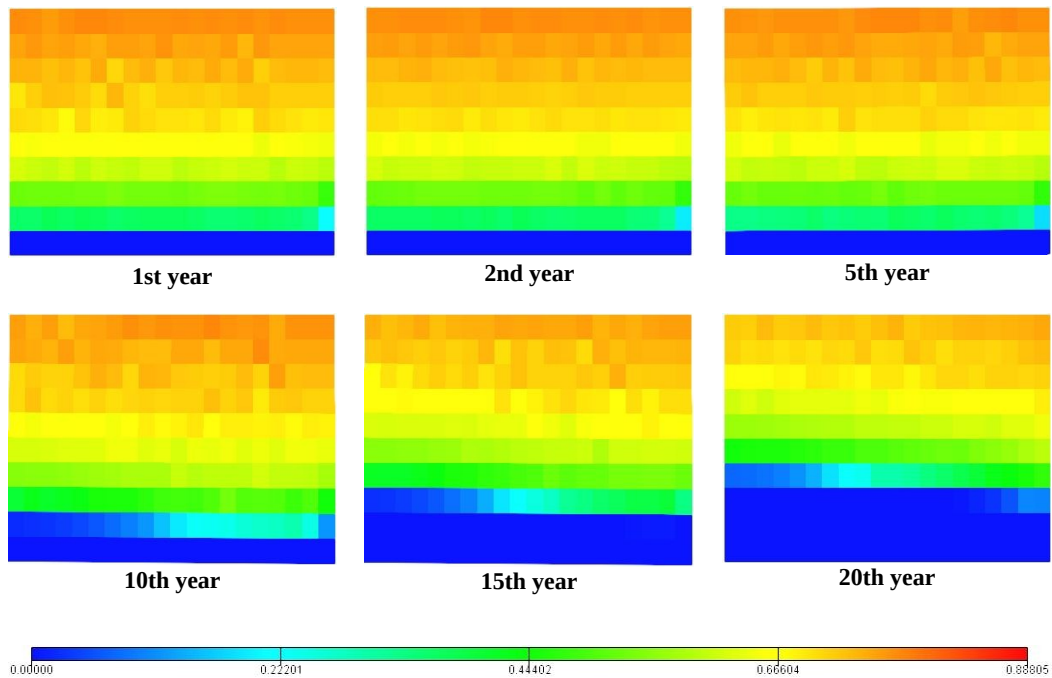 1st year
2nd year
5th year
10th year
15th year
20th year
0.00000 0.22201 0.44402 0.66604 0.88805